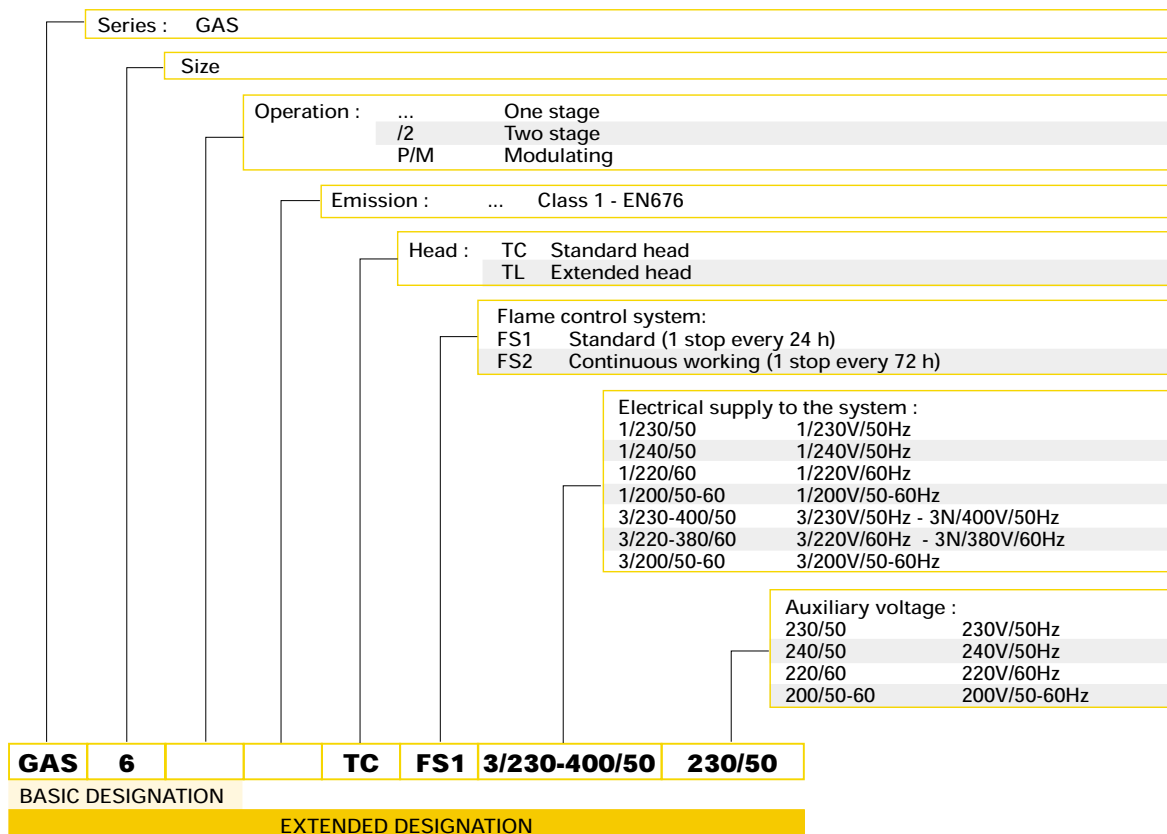 Series : GAS
Size
Operation : ... One stage
/2 Two stage
P/M Modulating
Emission : ... Class 1 - EN676
Head : TC Standard head
TL Extended head
Flame control system:
FS1 Standard (1 stop every 24 h)
FS2 Continuous working (1 stop every 72 h)
Electrical supply to the system :
1/230/50 1/230V/50Hz
1/240/50 1/240V/50Hz
1/220/60 1/220V/60Hz
1/200/50-60 1/200V/50-60Hz
3/230-400/50 3/230V/50Hz - 3N/400V/50Hz
3/220-380/60 3/220V/60Hz - 3N/380V/60Hz
3/200/50-60 3/200V/50-60Hz
Auxiliary voltage :
230/50 230V/50Hz
240/50 240V/50Hz
220/60 220V/60Hz
200/50-60 200V/50-60Hz
GAS 6 TC FS1 3/230-400/50 230/50
BASIC DESIGNATION
EXTENDED DESIGNATION